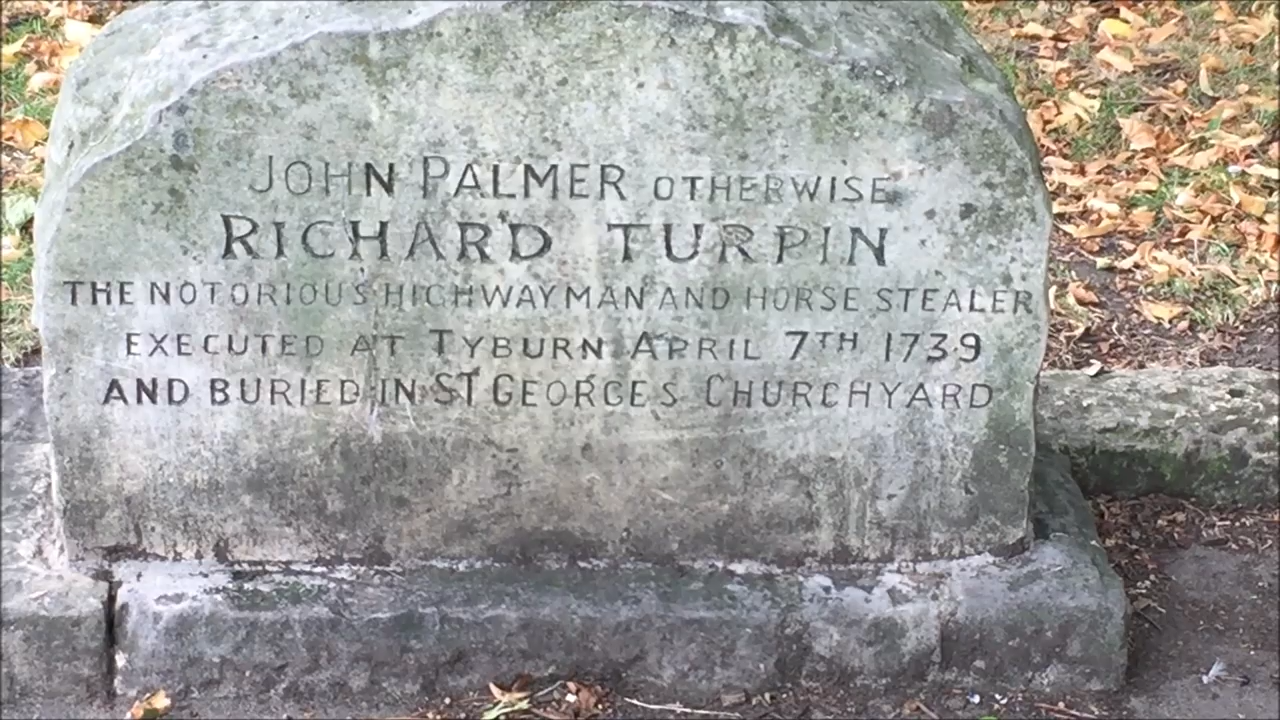 JOHN PALMER OTHERWISE
RICHARD TURPIN
THE NOTORIOUS HIGHWAYMAN AND HORSE STEALER
EXECUTED AT TYBURN APRIL 7TH 1739
AND BURIED IN ST GEORGES CHURCHYARD